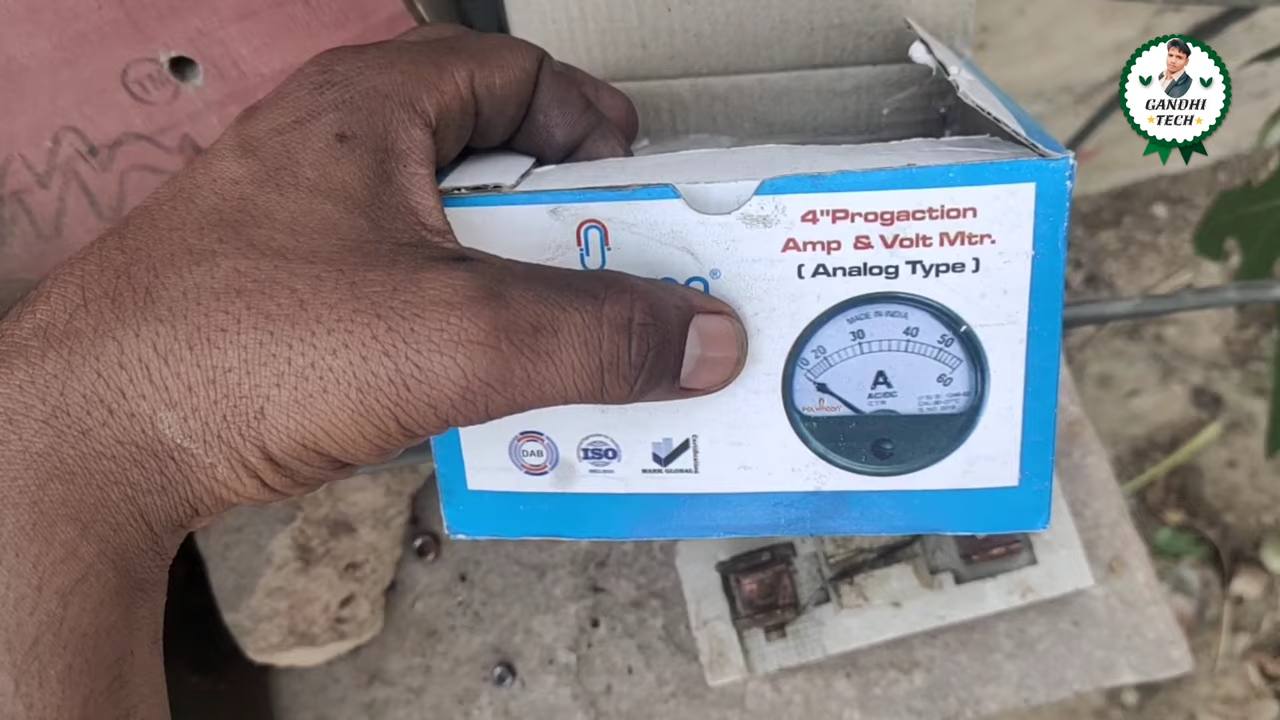 GANDHI
TECH
4"Progaction
Amp & Volt Mtr.
( Analog Type )
MADE IN INDIA
10 20 30 40 50 60
A
AC/DC
DAB
ISO
MARK GLOBAL
Certification